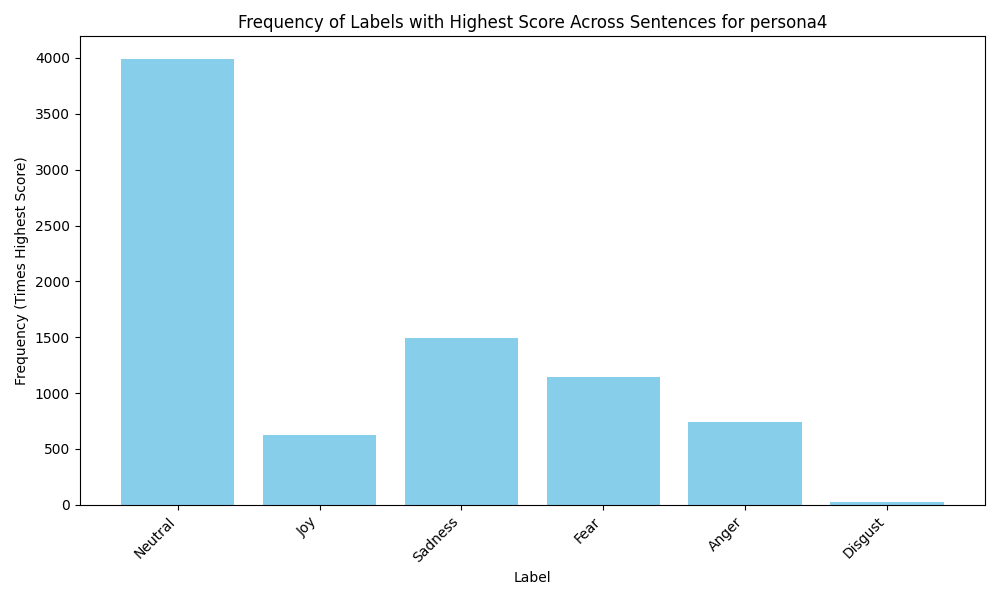 Frequency of Labels with Highest Score Across Sentences for persona4
Frequency (Times Highest Score)
4000
3500
3000
2500
2000
1500
1000
500
0
Neutral
Joy
Sadness
Fear
Anger
Disgust
Label